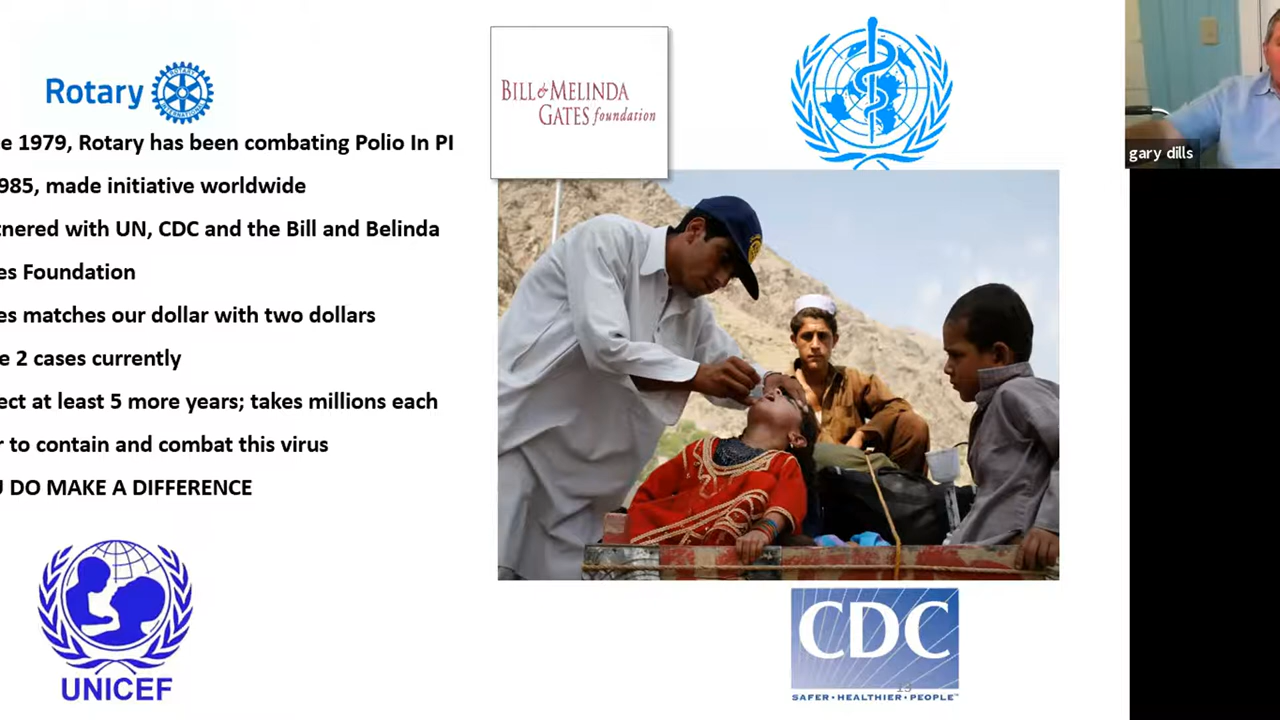 Rotary
e 1979, Rotary has been combating Polio In PI
985, made initiative worldwide
nered with UN, CDC and the Bill and Belinda
es Foundation
es matches our dollar with two dollars
e 2 cases currently
ect at least 5 more years; takes millions each
r to contain and combat this virus
U DO MAKE A DIFFERENCE
UNICEF
BILL & MELINDA
GATES foundation
CDC
SAFER • HEALTHIER • PEOPLE™
13
gary dills